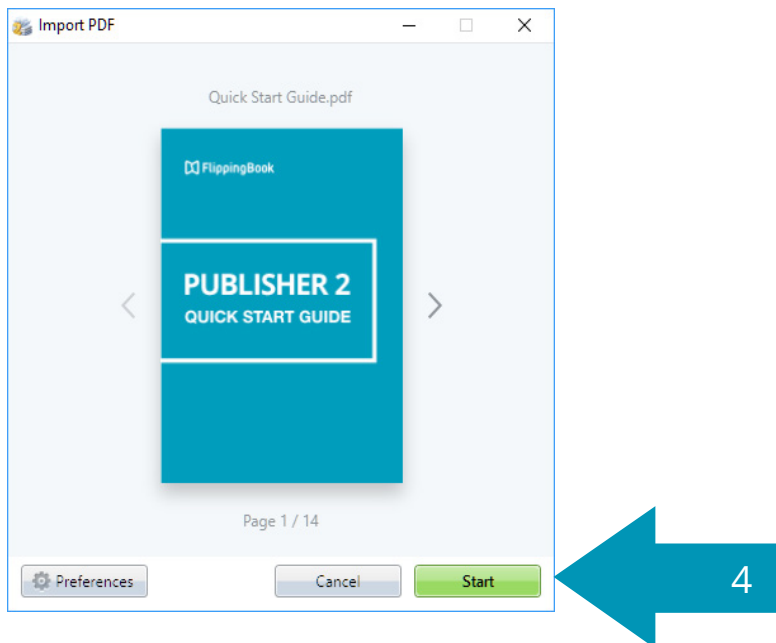 Import PDF
Quick Start Guide.pdf
FlippingBook
PUBLISHER 2
QUICK START GUIDE
Page 1 / 14
Preferences
Cancel
Start
4